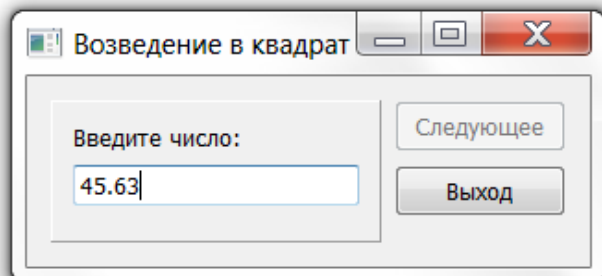 Возведение в квадрат
Введите число:
45.63
Следующее
Выход